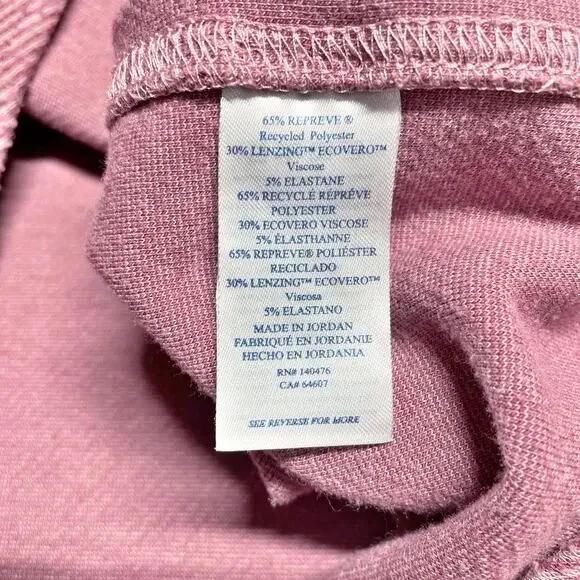 65% REPREVE ®
Recycled Polyester
30% LENZING™ ECOVERO™
Viscose
5% ELASTANE
65% RECYCLÉ RÉPRÉVE
POLYESTER
30% ECOVERO VISCOSE
5% ÉLASTHANNE
65% REPREVE® POLIÉSTER
RECICLADO
30% LENZING™ ECOVERO™
Viscosa
5% ELASTANO
MADE IN JORDAN
FABRIQUÉ EN JORDANIE
HECHO EN JORDANIA
RN# 140476
CA# 64607
SEE REVERSE FOR MORE